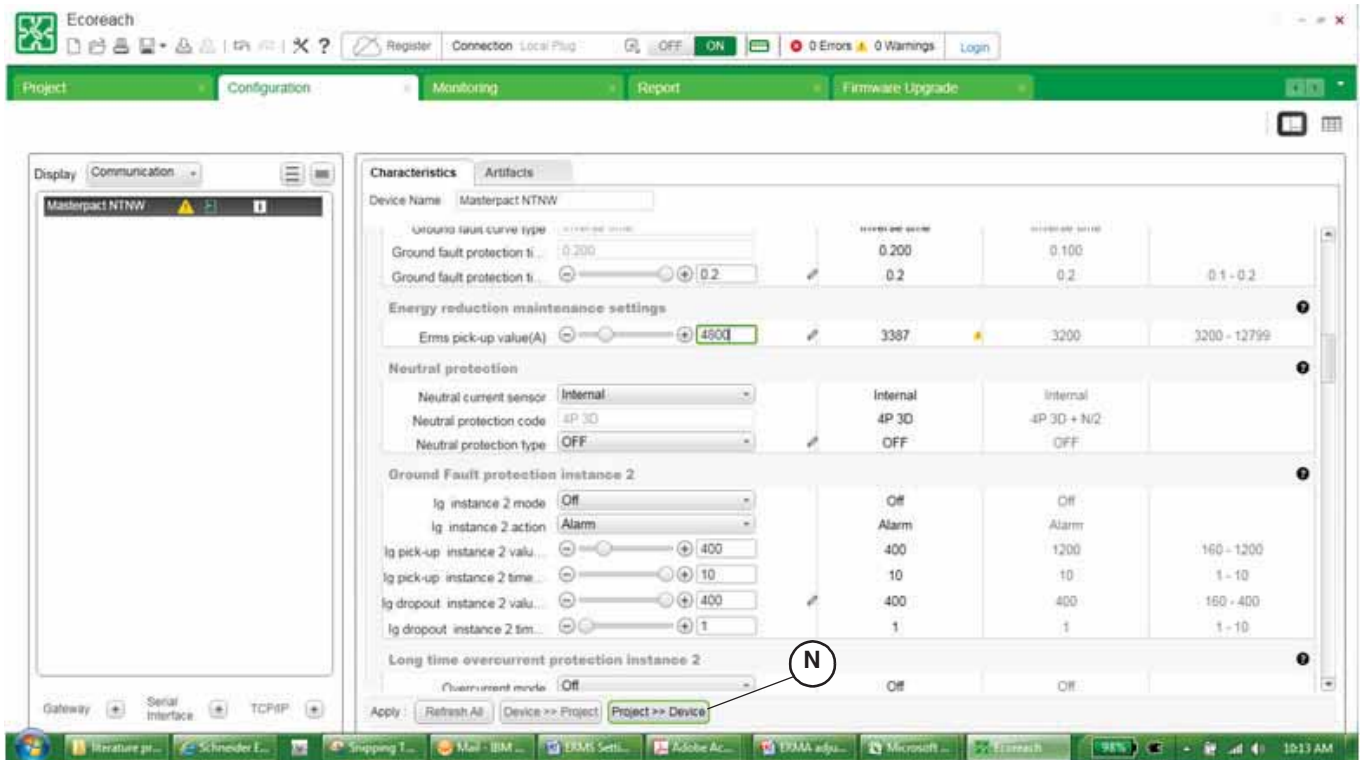 Ecoreach
Register Connection Local Plug OFF ON 0 Errors 0 Warnings Login
Project Configuration Monitoring Report Firmware Upgrade
Display Communication
Masterpact NTNW
Characteristics Artifacts
Device Name Masterpact NTNW
Ground fault curve type Inverse time Inverse time Inverse time
Ground fault protection ti... 0.200 0.200 0.100
Ground fault protection ti... 0.2 0.2 0.2 0.1 - 0.2
Energy reduction maintenance settings
Erms pick-up value(A) 4800 3387 3200 3200 - 12799
Neutral protection
Neutral current sensor Internal Internal Internal
Neutral protection code 4P 3D 4P 3D 4P 3D + N/2
Neutral protection type OFF OFF OFF
Ground Fault protection instance 2
Ig instance 2 mode Off Off Off
Ig instance 2 action Alarm Alarm Alarm
Ig pick-up instance 2 valu... 400 400 1200 160 - 1200
Ig pick-up instance 2 time... 10 10 10 1 - 10
Ig dropout instance 2 valu... 400 400 400 160 - 400
Ig dropout instance 2 tim... 1 1 1 1 - 10
Long time overcurrent protection instance 2
N
Overcurrent mode Off Off Off
Gateway Serial Interface TCP/IP
Apply : Refresh All Device >> Project Project >> Device
literature pr... Schneider E... Snipping T... Mail - IBM ... ERMS Setti... Adobe Ac... ERMA adju... Microsoft ... Ecoreach 98% 10:13 AM